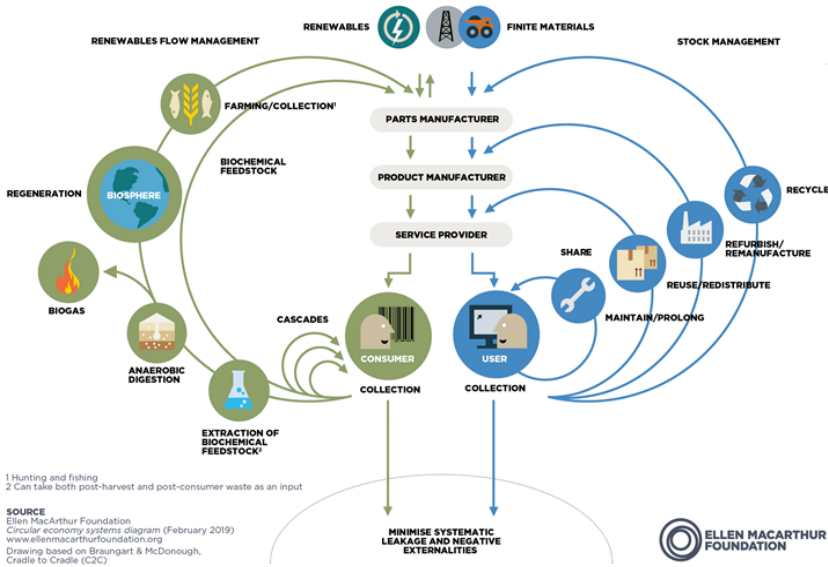 RENEWABLES
FINITE MATERIALS
RENEWABLES FLOW MANAGEMENT
STOCK MANAGEMENT
FARMING/COLLECTION¹
PARTS MANUFACTURER
BIOCHEMICAL
FEEDSTOCK
PRODUCT MANUFACTURER
REGENERATION
BIOSPHERE
RECYCLE
SERVICE PROVIDER
SHARE
REFURBISH/
REMANUFACTURE
REUSE/REDISTRIBUTE
BIOGAS
MAINTAIN/PROLONG
CASCADES
CONSUMER
USER
ANAEROBIC
DIGESTION
COLLECTION
COLLECTION
EXTRACTION OF
BIOCHEMICAL
FEEDSTOCK²
1 Hunting and fishing
2 Can take both post-harvest and post-consumer waste as an input
SOURCE
Ellen MacArthur Foundation
Circular economy systems diagram (February 2019)
www.ellenmacarthurfoundation.org
Drawing based on Braungart & McDonough,
Cradle to Cradle (C2C)
MINIMISE SYSTEMATIC
LEAKAGE AND NEGATIVE
EXTERNALITIES
ELLEN MACARTHUR
FOUNDATION